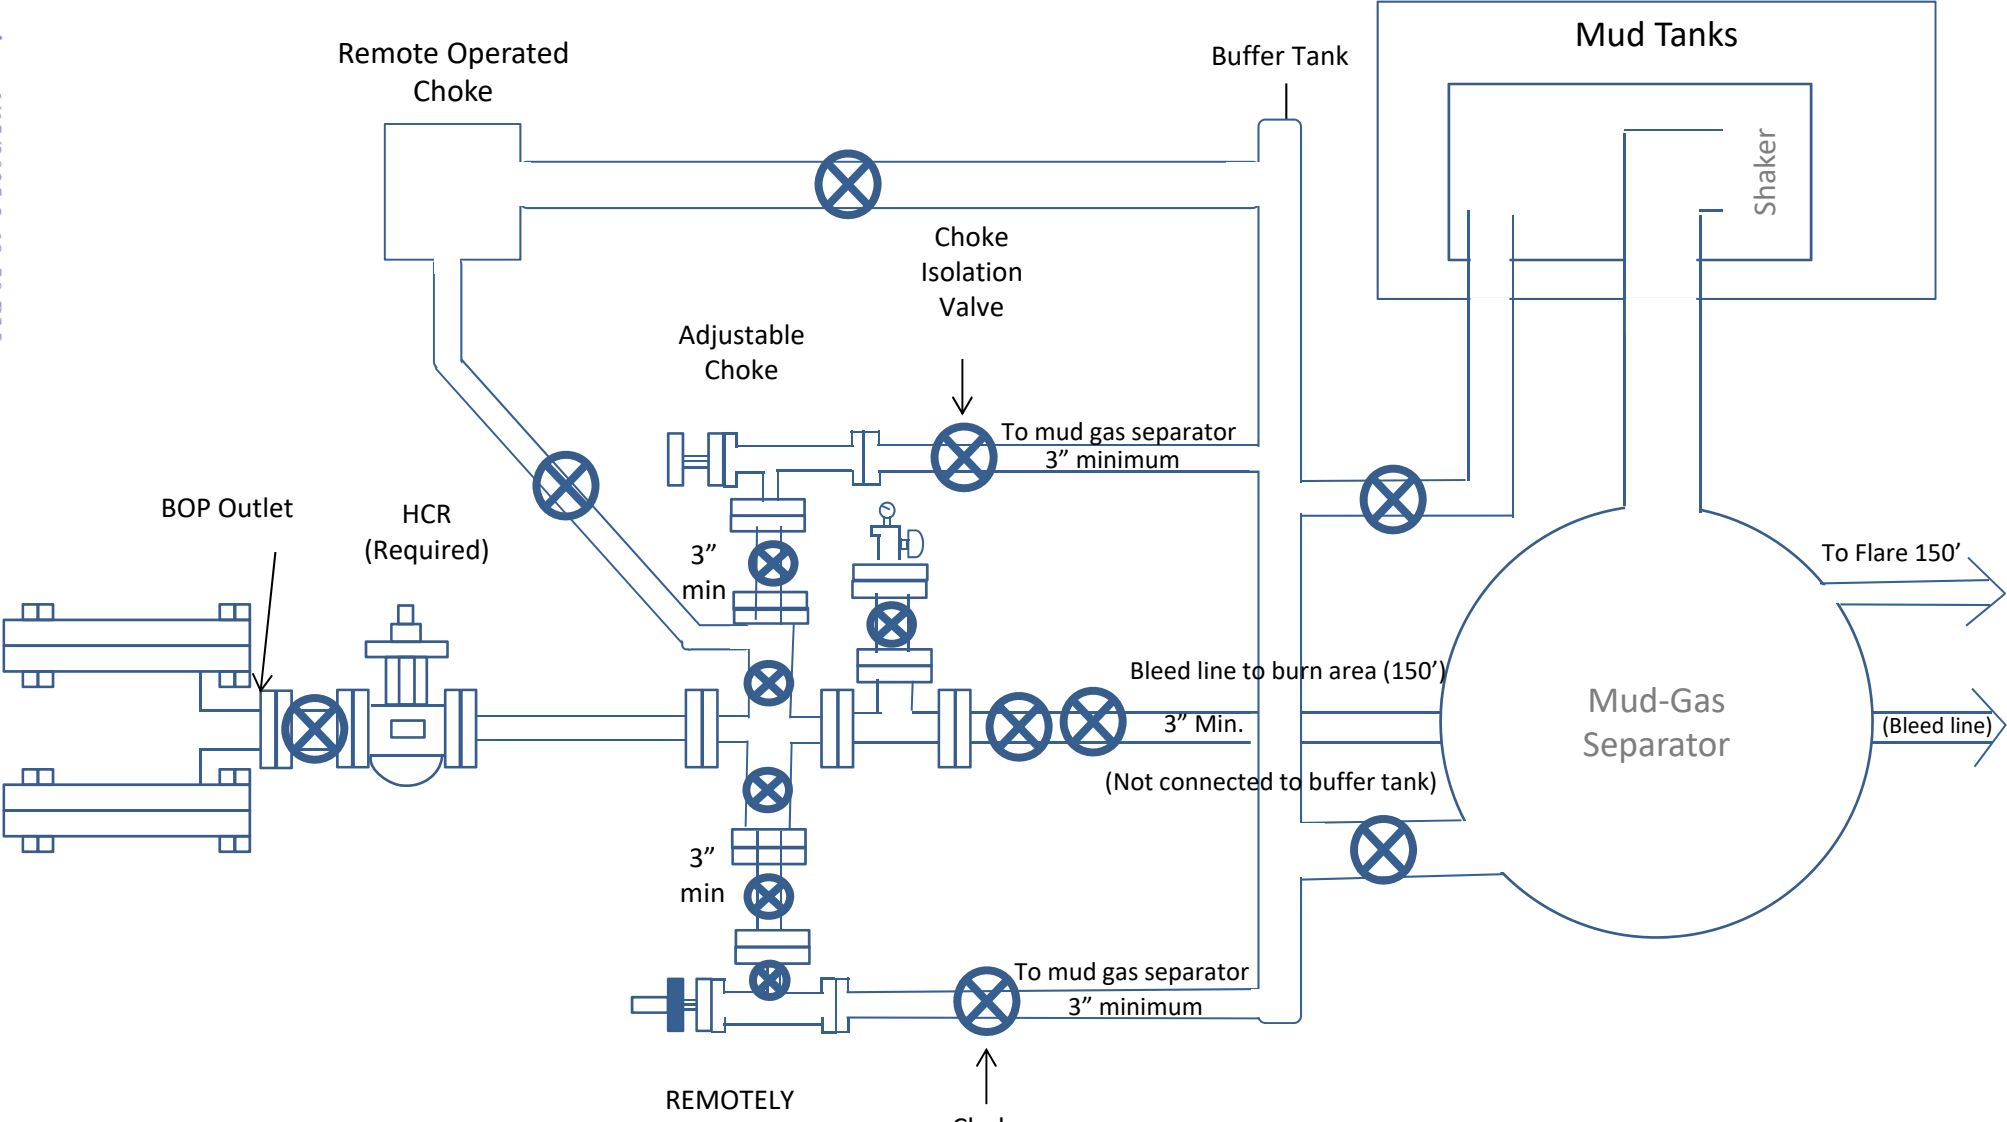 Mud Tanks
Remote Operated
Choke
Buffer Tank
Shaker
Choke
Isolation
Valve
Adjustable
Choke
To mud gas separator
3” minimum
BOP Outlet
HCR
(Required)
3”
min
To Flare 150’
Bleed line to burn area (150’)
3” Min.
(Bleed line)
Mud-Gas
Separator
(Not connected to buffer tank)
3”
min
To mud gas separator
3” minimum
REMOTELY